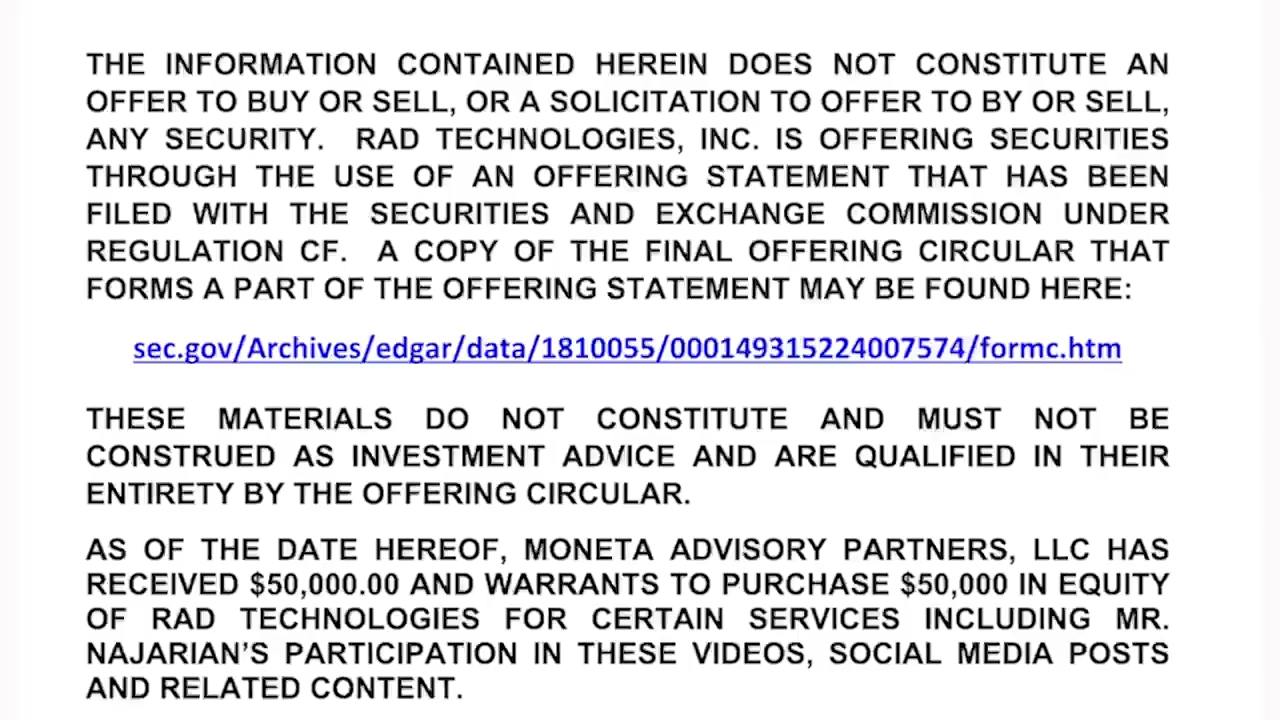 THE INFORMATION CONTAINED HEREIN DOES NOT CONSTITUTE AN
OFFER TO BUY OR SELL, OR A SOLICITATION TO OFFER TO BY OR SELL,
ANY SECURITY. RAD TECHNOLOGIES, INC. IS OFFERING SECURITIES
THROUGH THE USE OF AN OFFERING STATEMENT THAT HAS BEEN
FILED WITH THE SECURITIES AND EXCHANGE COMMISSION UNDER
REGULATION CF. A COPY OF THE FINAL OFFERING CIRCULAR THAT
FORMS A PART OF THE OFFERING STATEMENT MAY BE FOUND HERE:
sec.gov/Archives/edgar/data/1810055/000149315224007574/formc.htm
THESE MATERIALS DO NOT CONSTITUTE AND MUST NOT BE
CONSTRUED AS INVESTMENT ADVICE AND ARE QUALIFIED IN THEIR
ENTIRETY BY THE OFFERING CIRCULAR.
AS OF THE DATE HEREOF, MONETA ADVISORY PARTNERS, LLC HAS
RECEIVED $50,000.00 AND WARRANTS TO PURCHASE $50,000 IN EQUITY
OF RAD TECHNOLOGIES FOR CERTAIN SERVICES INCLUDING MR.
NAJARIAN’S PARTICIPATION IN THESE VIDEOS, SOCIAL MEDIA POSTS
AND RELATED CONTENT.